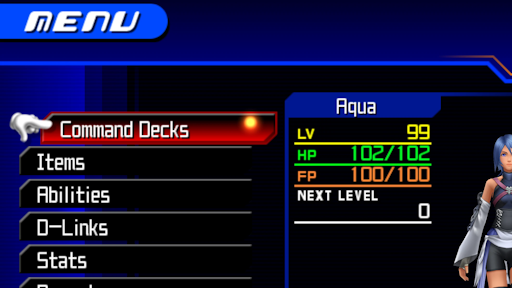 MENU
Command Decks
Items
Abilities
D-Links
Stats
Aqua
LV 99
HP 102/102
FP 100/100
NEXT LEVEL
0